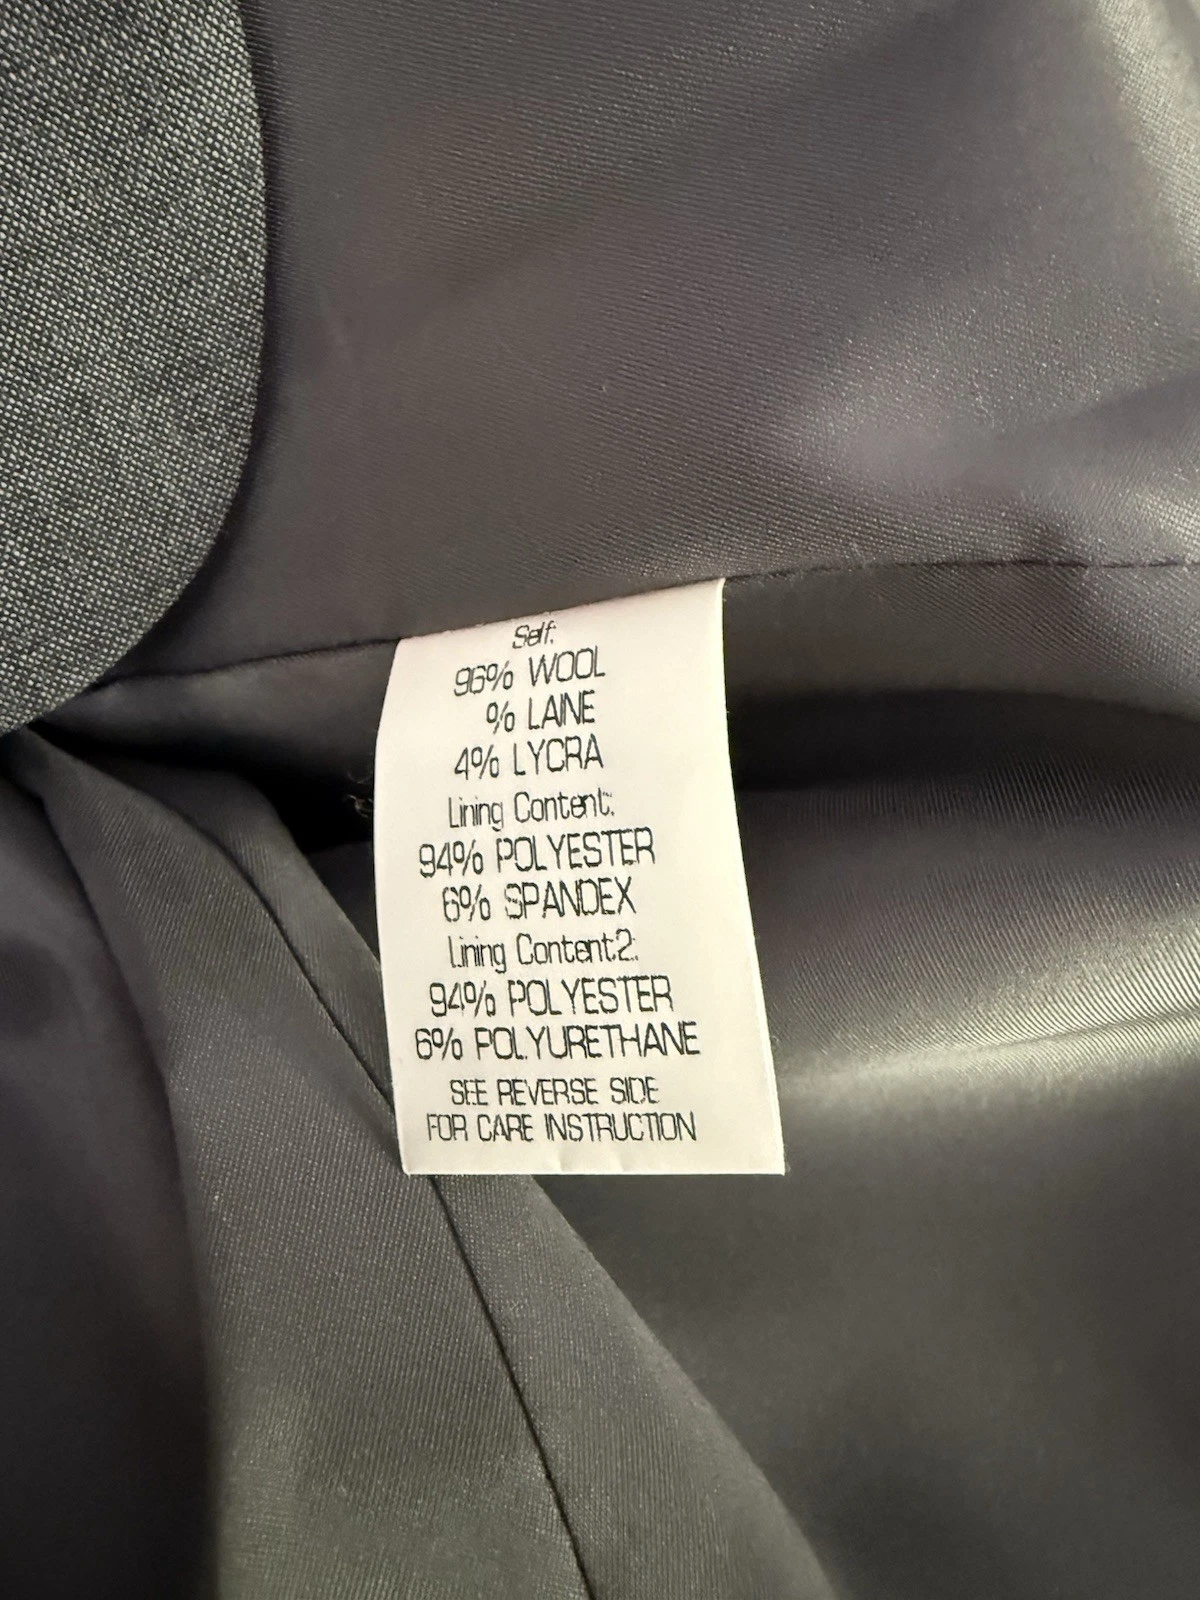 Self:
96% WOOL
% LAINE
4% LYCRA
Lining Content:
94% POLYESTER
6% SPANDEX
Lining Content2:
94% POLYESTER
6% POLYURETHANE
SEE REVERSE SIDE
FOR CARE INSTRUCTION